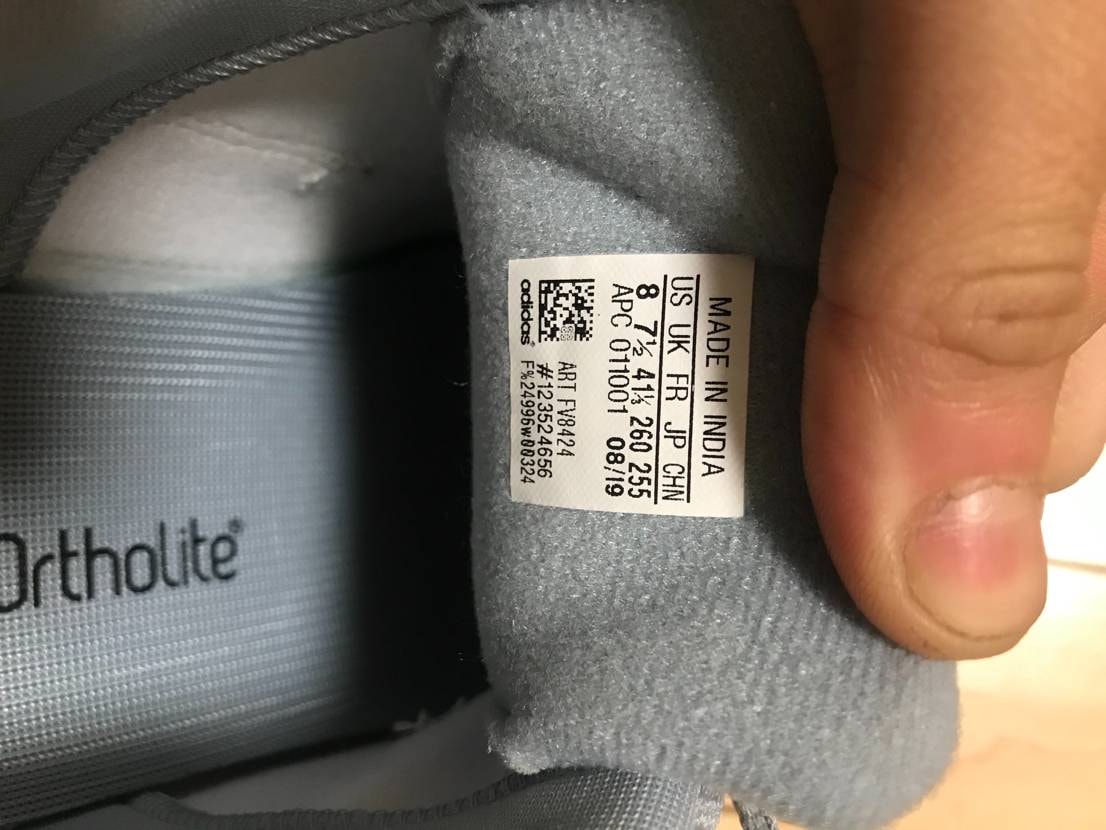 MADE IN INDIA
US UK FR JP CHN
8 7½ 41⅓ 260 255
APC 011001 08/19
ART FV8424
#123524656
F%24996w00324
adidas®
Ortholite®